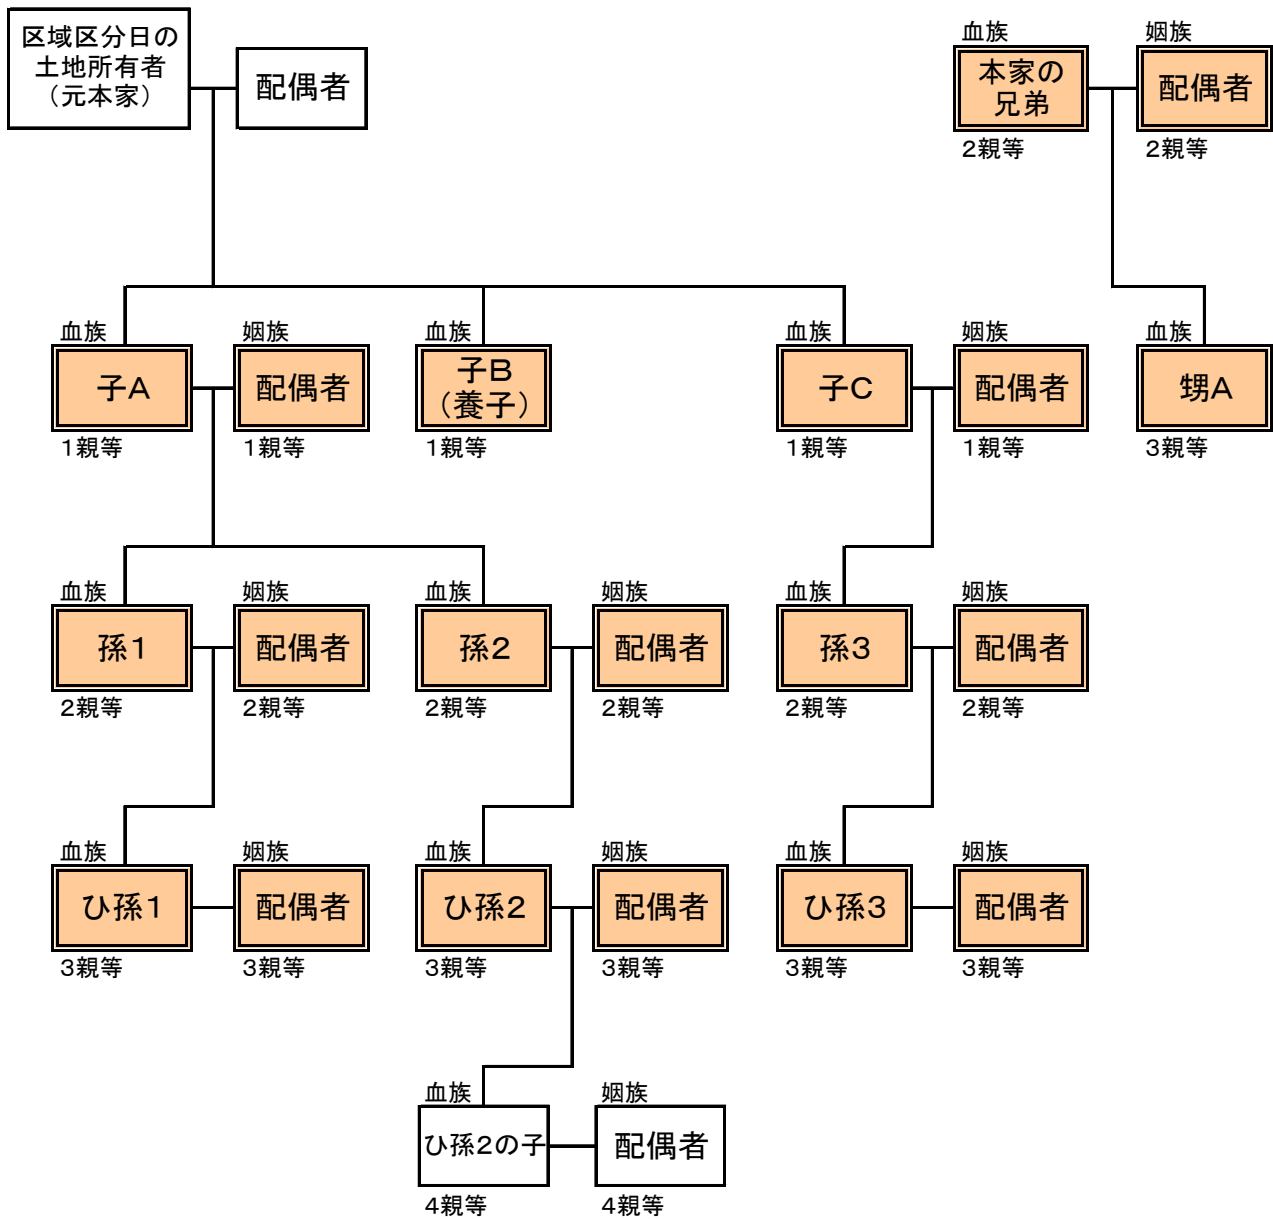 区域区分日の
土地所有者
（元本家）
配偶者
血族
本家の
兄弟
2親等
姻族
配偶者
2親等
血族
子A
1親等
姻族
配偶者
1親等
血族
子B
（養子）
1親等
血族
子C
1親等
姻族
配偶者
1親等
血族
甥A
3親等
血族
孫1
2親等
姻族
配偶者
2親等
血族
孫2
2親等
姻族
配偶者
2親等
血族
孫3
2親等
姻族
配偶者
2親等
血族
ひ孫1
3親等
姻族
配偶者
3親等
血族
ひ孫2
3親等
姻族
配偶者
3親等
血族
ひ孫3
3親等
姻族
配偶者
3親等
血族
ひ孫2の子
4親等
姻族
配偶者
4親等